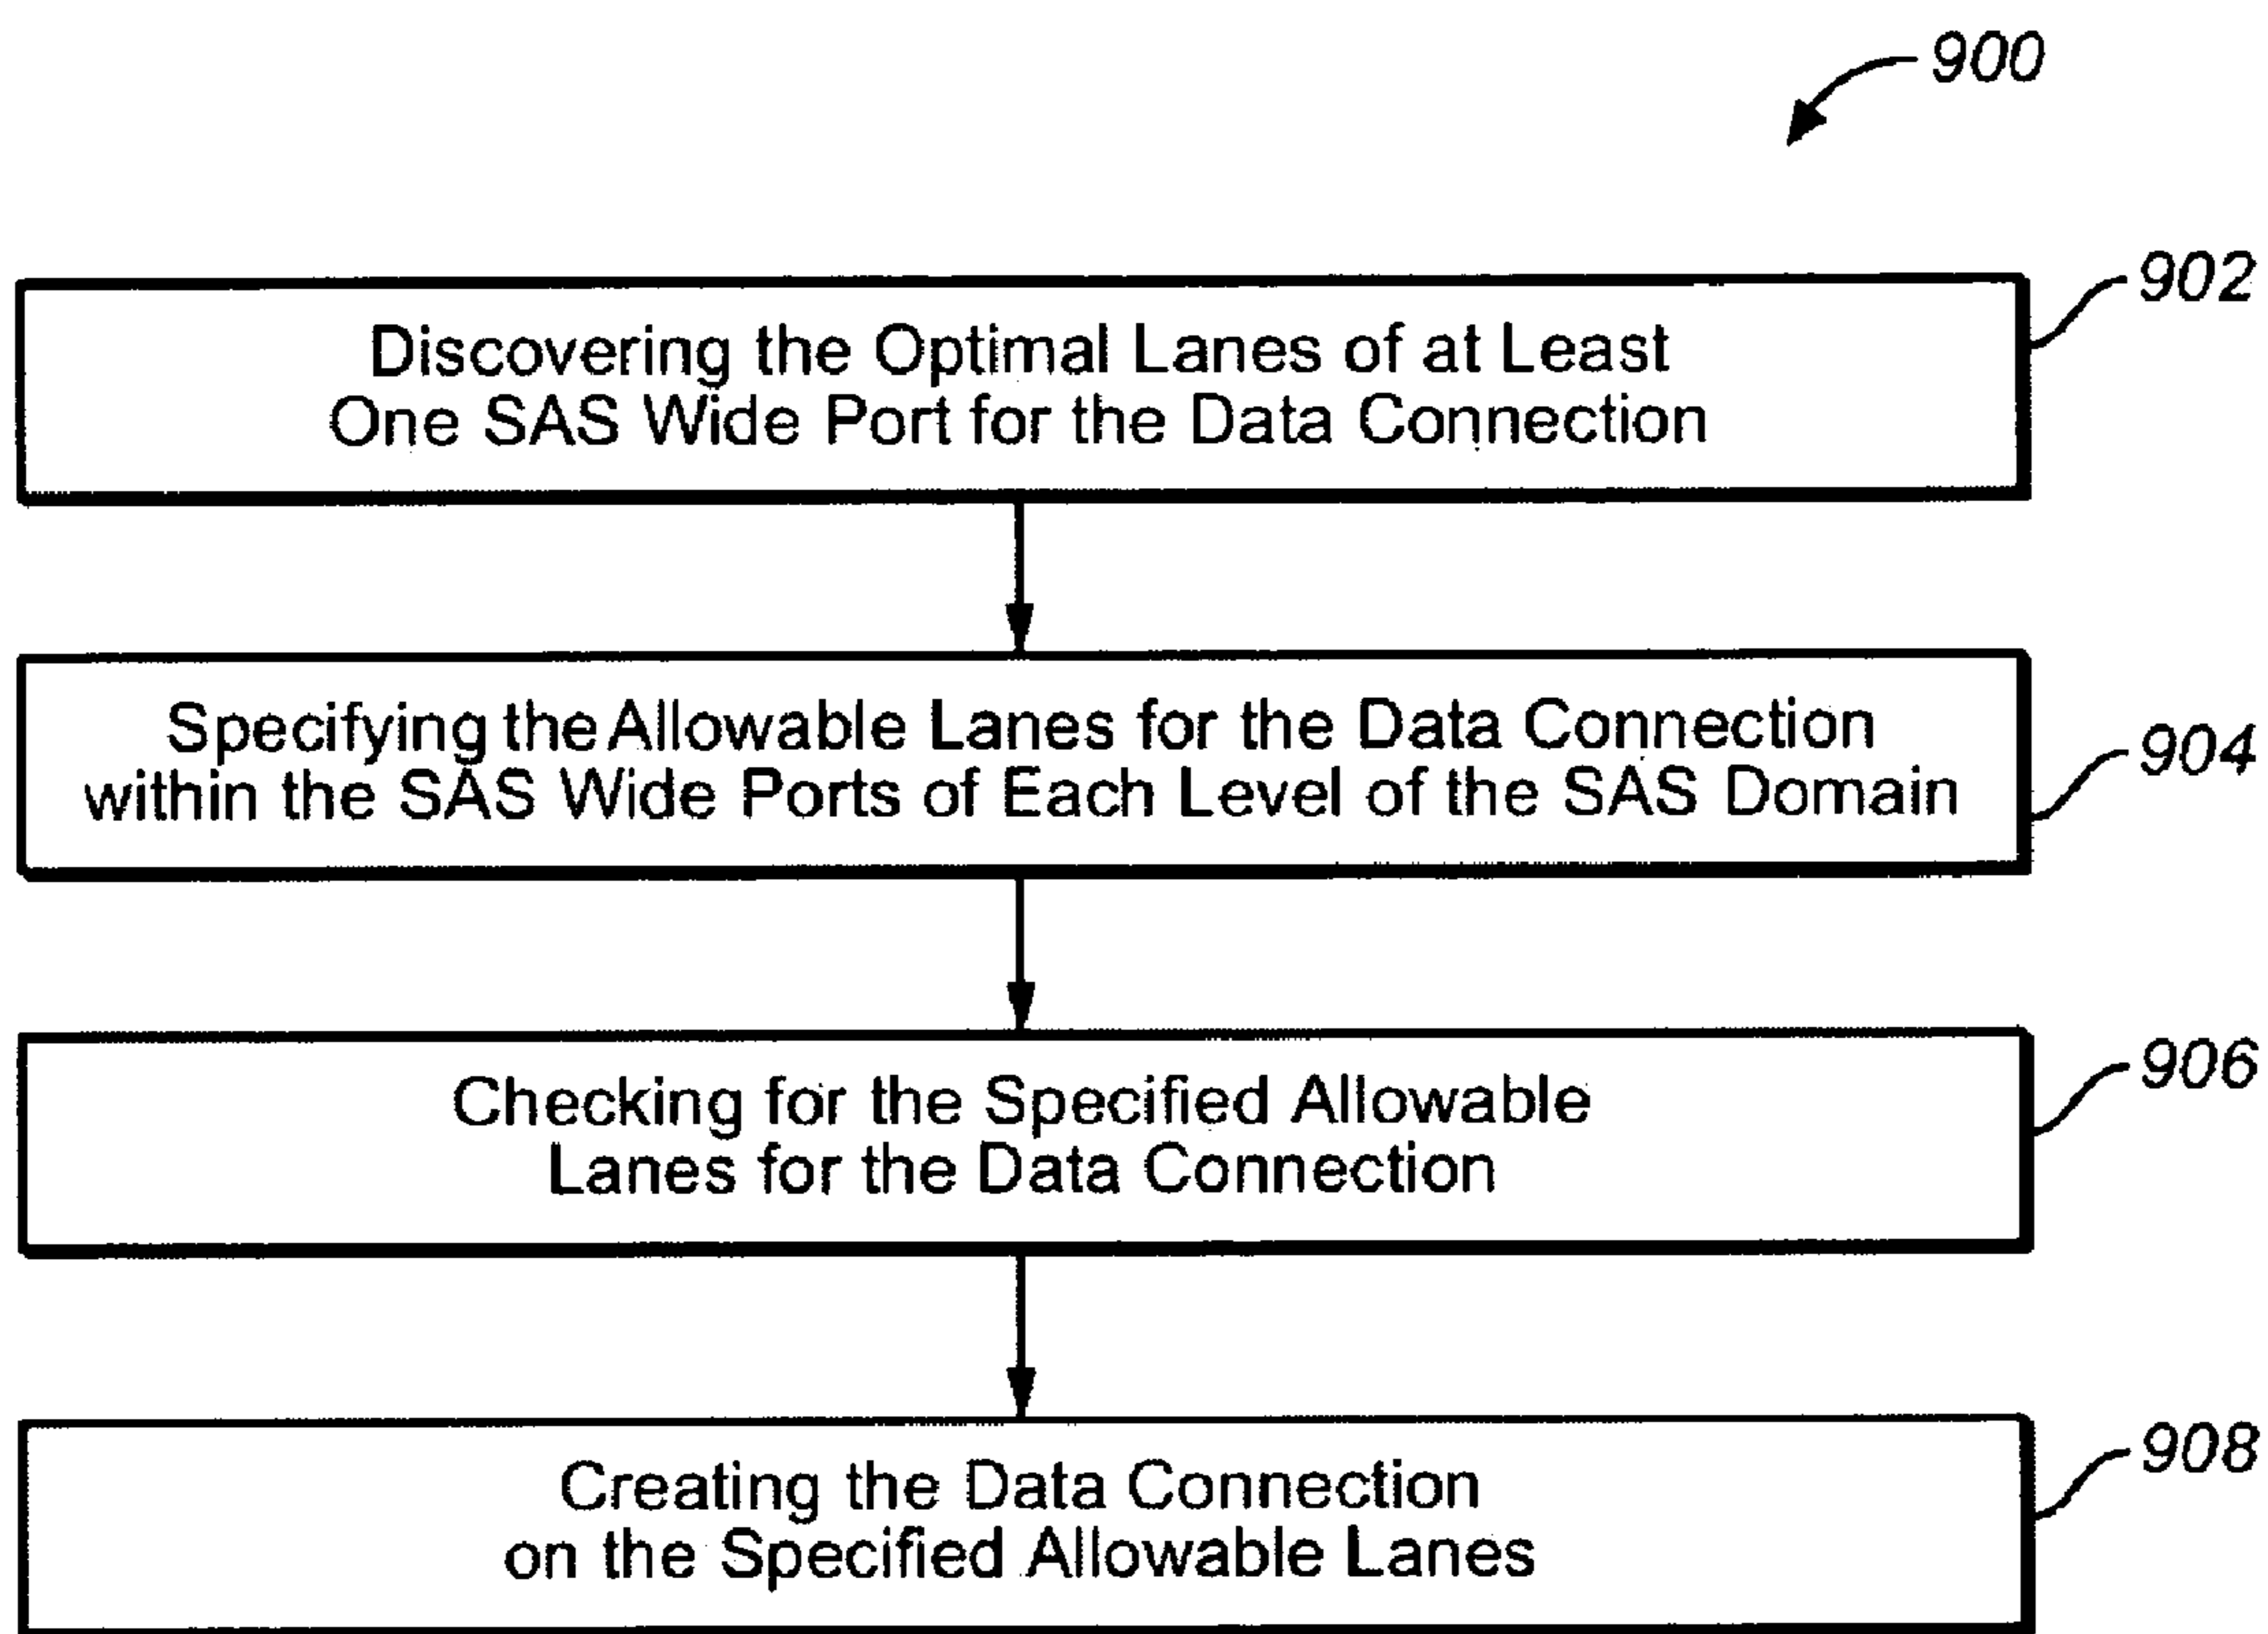 900
902
Discovering the Optimal Lanes of at Least
One SAS Wide Port for the Data Connection
904
Specifying the Allowable Lanes for the Data Connection
within the SAS Wide Ports of Each Level of the SAS Domain
906
Checking for the Specified Allowable
Lanes for the Data Connection
908
Creating the Data Connection
on the Specified Allowable Lanes